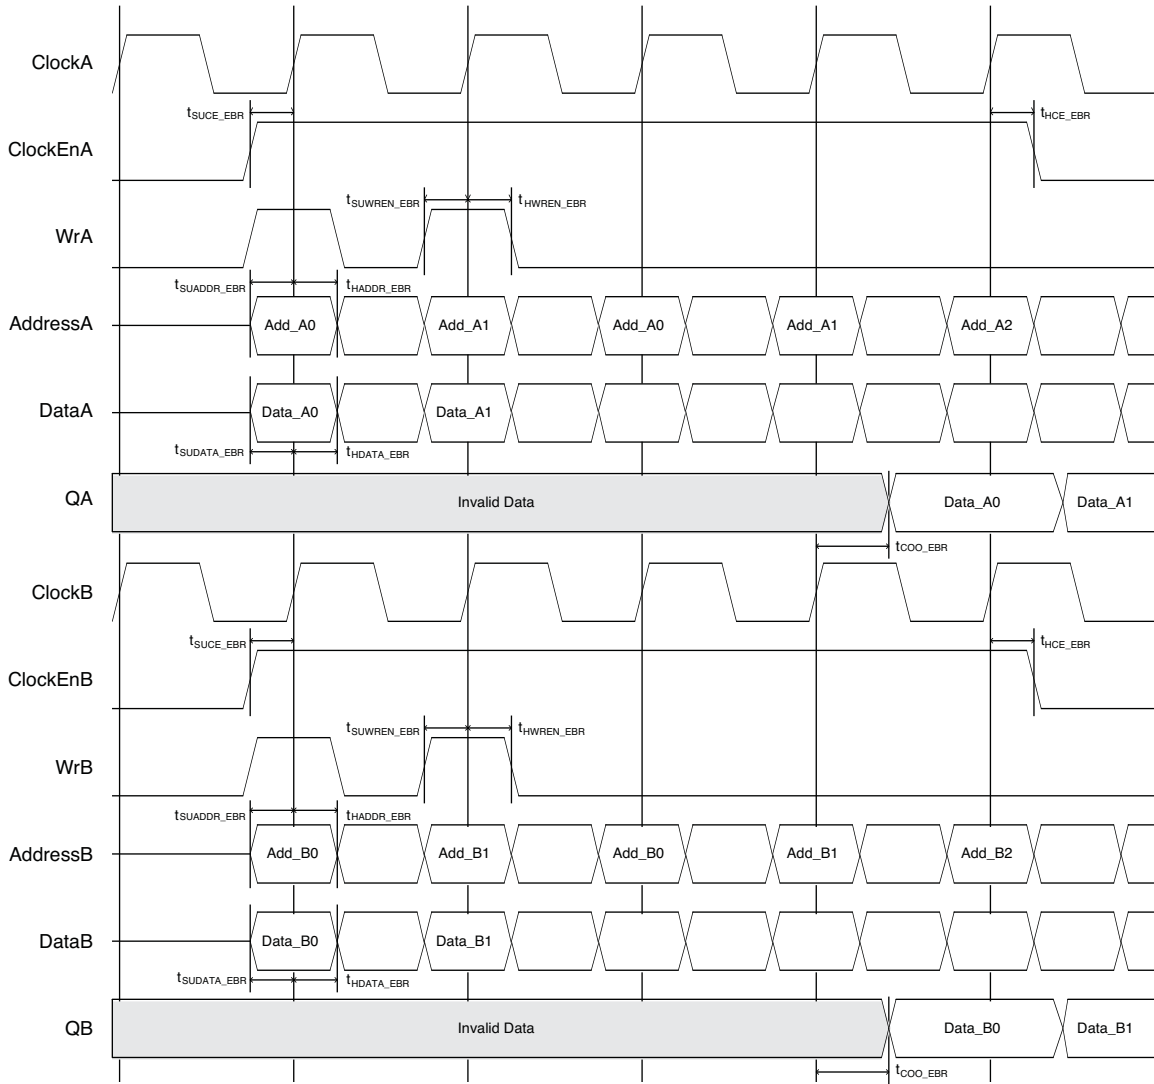 ClockA
tSUCE_EBR tHCE_EBR
ClockEnA
tSUWREN_EBR tHWREN_EBR
WrA
tSUADDR_EBR tHADDR_EBR
AddressA Add_A0 Add_A1 Add_A0 Add_A1 Add_A2
DataA Data_A0 Data_A1
tSUDATA_EBR tHDATA_EBR
QA Invalid Data Data_A0 Data_A1
tCOO_EBR
ClockB
tSUCE_EBR tHCE_EBR
ClockEnB
tSUWREN_EBR tHWREN_EBR
WrB
tSUADDR_EBR tHADDR_EBR
AddressB Add_B0 Add_B1 Add_B0 Add_B1 Add_B2
DataB Data_B0 Data_B1
tSUDATA_EBR tHDATA_EBR
QB Invalid Data Data_B0 Data_B1
tCOO_EBR